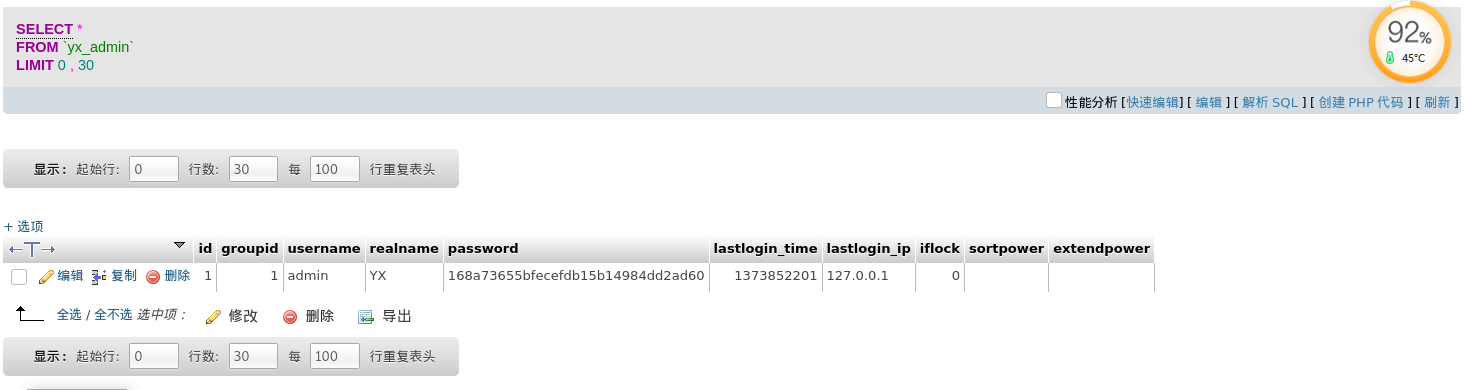 SELECT *
FROM `yx_admin`
LIMIT 0 , 30
92%
45°C
性能分析 [快速编辑] [ 编辑 ] [ 解析 SQL ] [ 创建 PHP 代码 ] [ 刷新 ]
显示: 起始行: 0 行数: 30 每 100 行重复表头
+ 选项
←T→ id groupid username realname password lastlogin_time lastlogin_ip iflock sortpower extendpower
编辑 复制 删除 1 1 admin YX 168a73655bfecefdb15b14984dd2ad60 1373852201 127.0.0.1 0
全选 / 全不选 选中项: 修改 删除 导出
显示: 起始行: 0 行数: 30 每 100 行重复表头